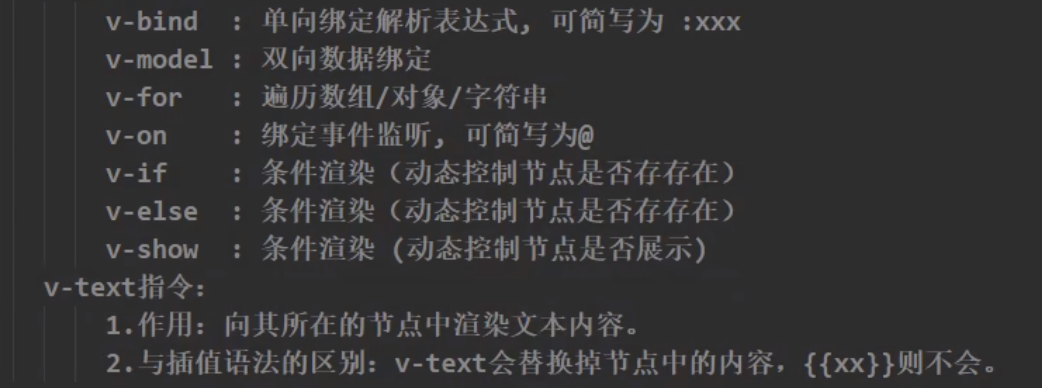 v-bind  : 单向绑定解析表达式, 可简写为 :xxx
v-model : 双向数据绑定
v-for   : 遍历数组/对象/字符串
v-on    : 绑定事件监听, 可简写为@
v-if    : 条件渲染（动态控制节点是否存存在）
v-else  : 条件渲染（动态控制节点是否存存在）
v-show  : 条件渲染 (动态控制节点是否展示)
v-text指令:
1.作用: 向其所在的节点中渲染文本内容。
2.与插值语法的区别: v-text会替换掉节点中的内容, {{xx}}则不会。